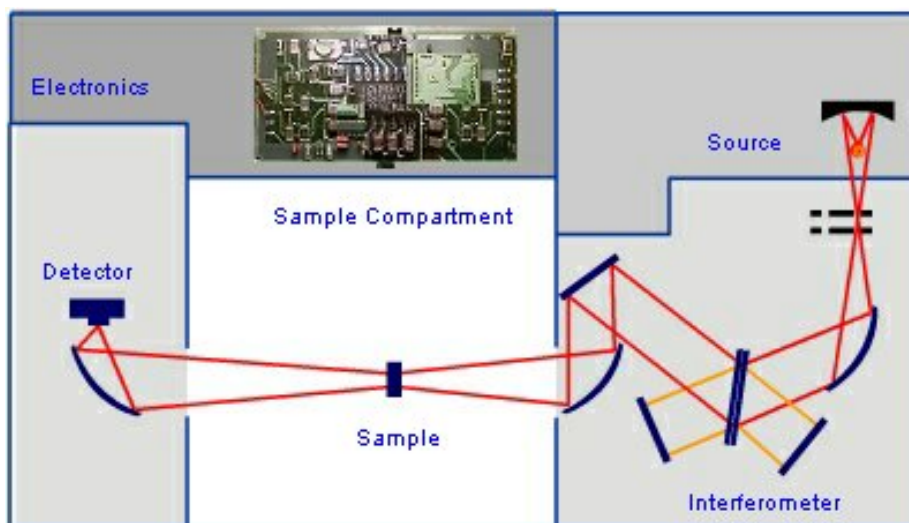 Electronics
Source
Sample Compartment
Detector
Sample
Interferometer